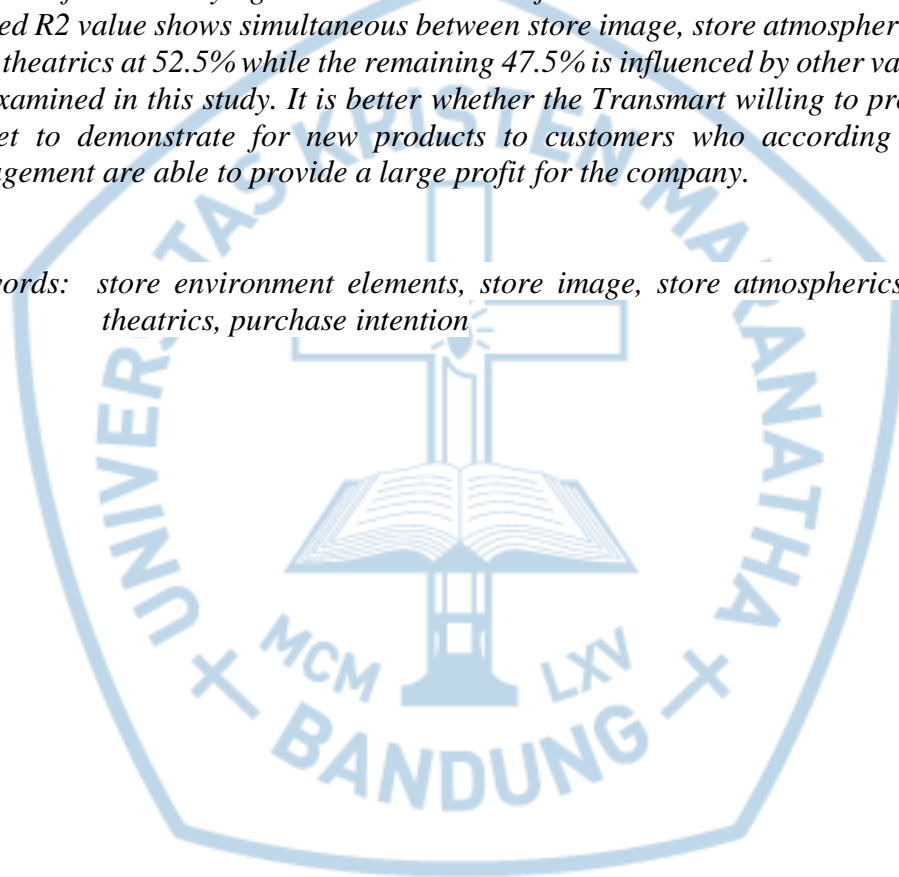 ed R2 value shows simultaneous between store image, store atmospher
theatrics at 52.5% while the remaining 47.5% is influenced by other va
xamined in this study. It is better whether the Transmart willing to pr
et to demonstrate for new products to customers who according
gement are able to provide a large profit for the company.
ords: store environment elements, store image, store atmospherics
theatrics, purchase intention
UNIVERSITAS KRISTEN MARANATHA
MCM LXV
BANDUNG